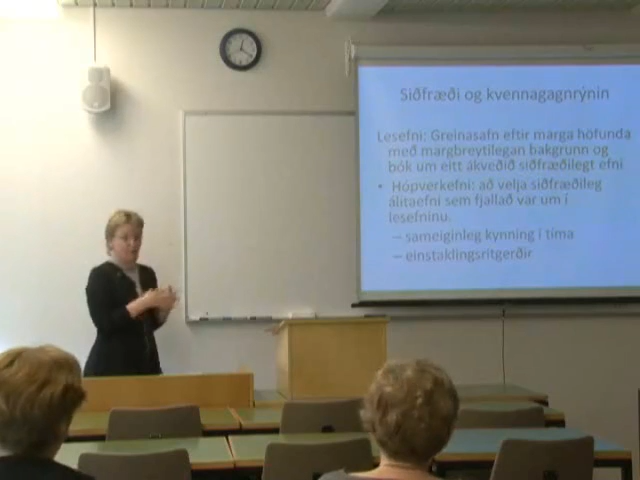 Siðfræði og kvennagagnrýnin
Lesefni: Greinasafn eftir marga höfunda
með margbreytilegan bakgrunn og
bók um eitt ákveðið siðfræðilegt efni
• Hópverkefni: að velja siðfræðileg
álitaefni sem fjallað var um í
lesefninu.
– sameiginleg kynning í tíma
– einstaklingsritgerðir